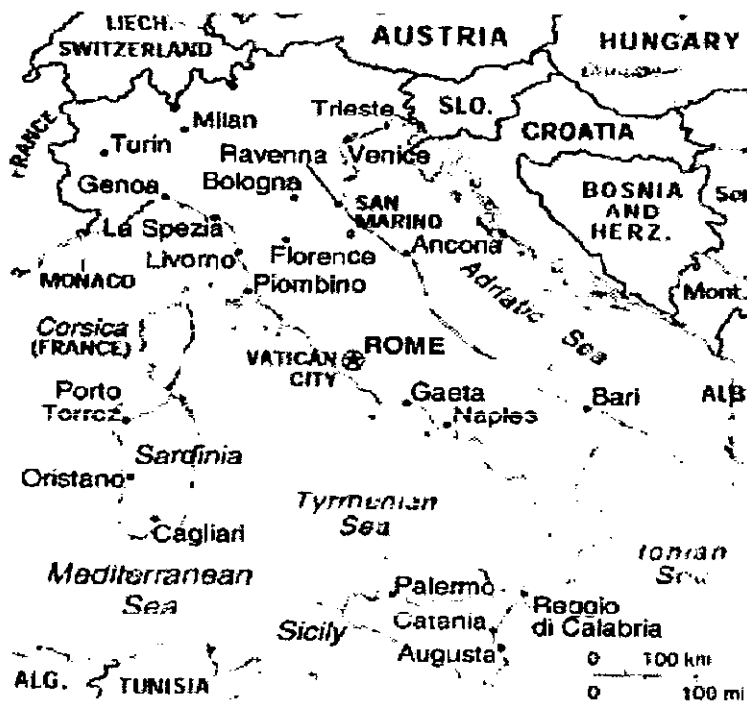 LIECH.
SWITZERLAND
AUSTRIA
HUNGARY
FRANCE
Milan
Turin
Trieste
SLO.
CROATIA
Venice
Ravenna
Bologna
Genoa
SAN
MARINO
BOSNIA
AND
HERZ.
La Spezia
Livorno
Florence
Ancona
MONACO
Piombino
Adriatic
Sea
Mont.
Corsica
(FRANCE)
VATICAN
CITY
ROME
Gaeta
Naples
Bari
ALB
Porto
Sardinia
Oristano
Cagliari
Sea
Mediterranean
Sea
Ionian
Palermo
Catania
Augusta
Sicily
Reggio
di Calabria
ALG.
TUNISIA
0 100 km
0 100 mi